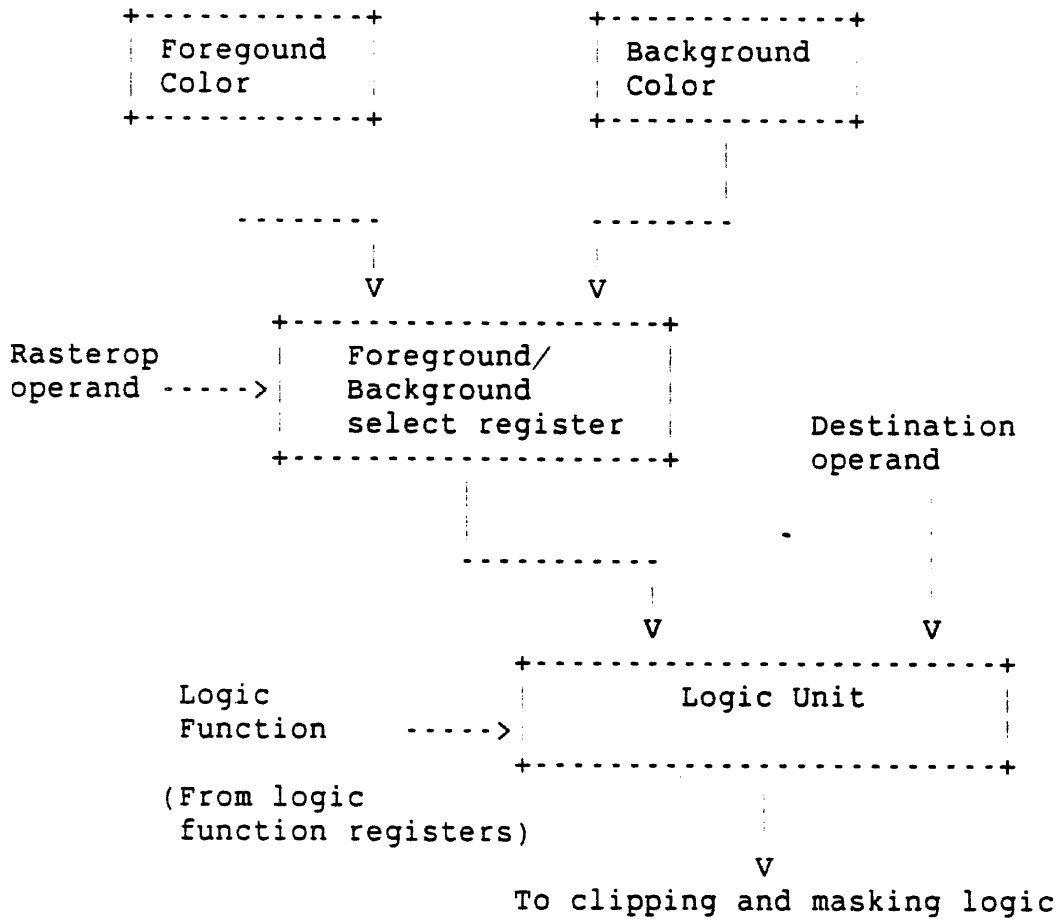 Foregound
Color
Background
Color
V
V
Rasterop
operand
Foreground/
Background
select register
Destination
operand
V
V
Logic
Function
Logic Unit
(From logic
function registers)
V
To clipping and masking logic